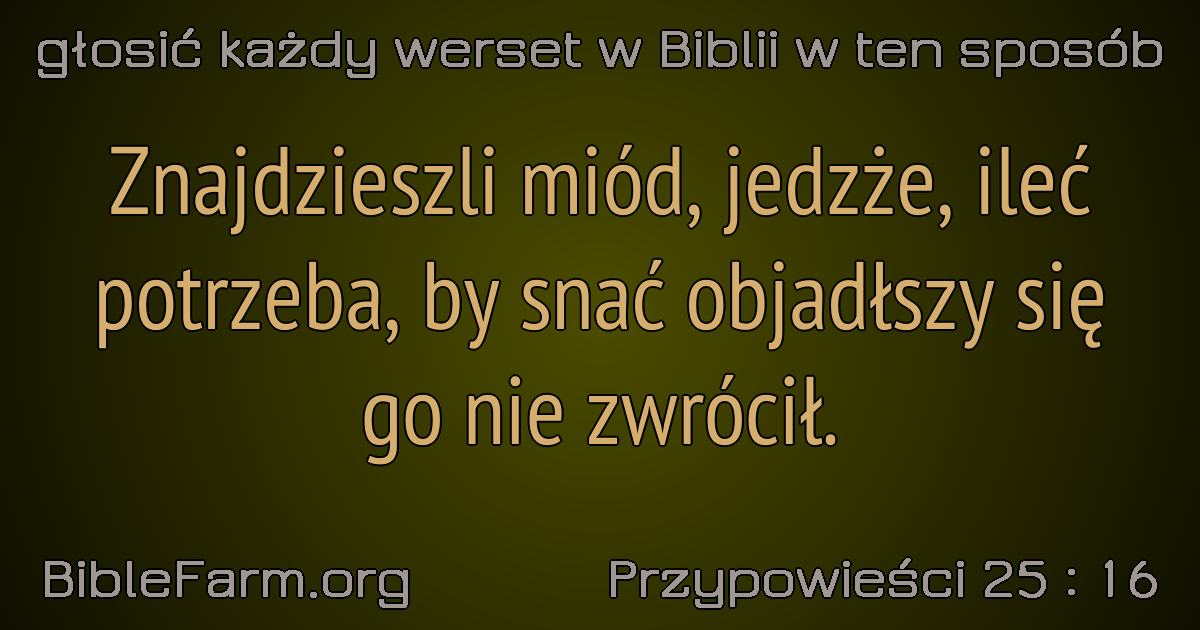 głosić każdy werset w Biblii w ten sposób
Znajdzieszli miód, jedzże, ileć
potrzeba, by snać objadłszy się
go nie zwrócił.
BibleFarm.org
Przypowieści 25 : 16